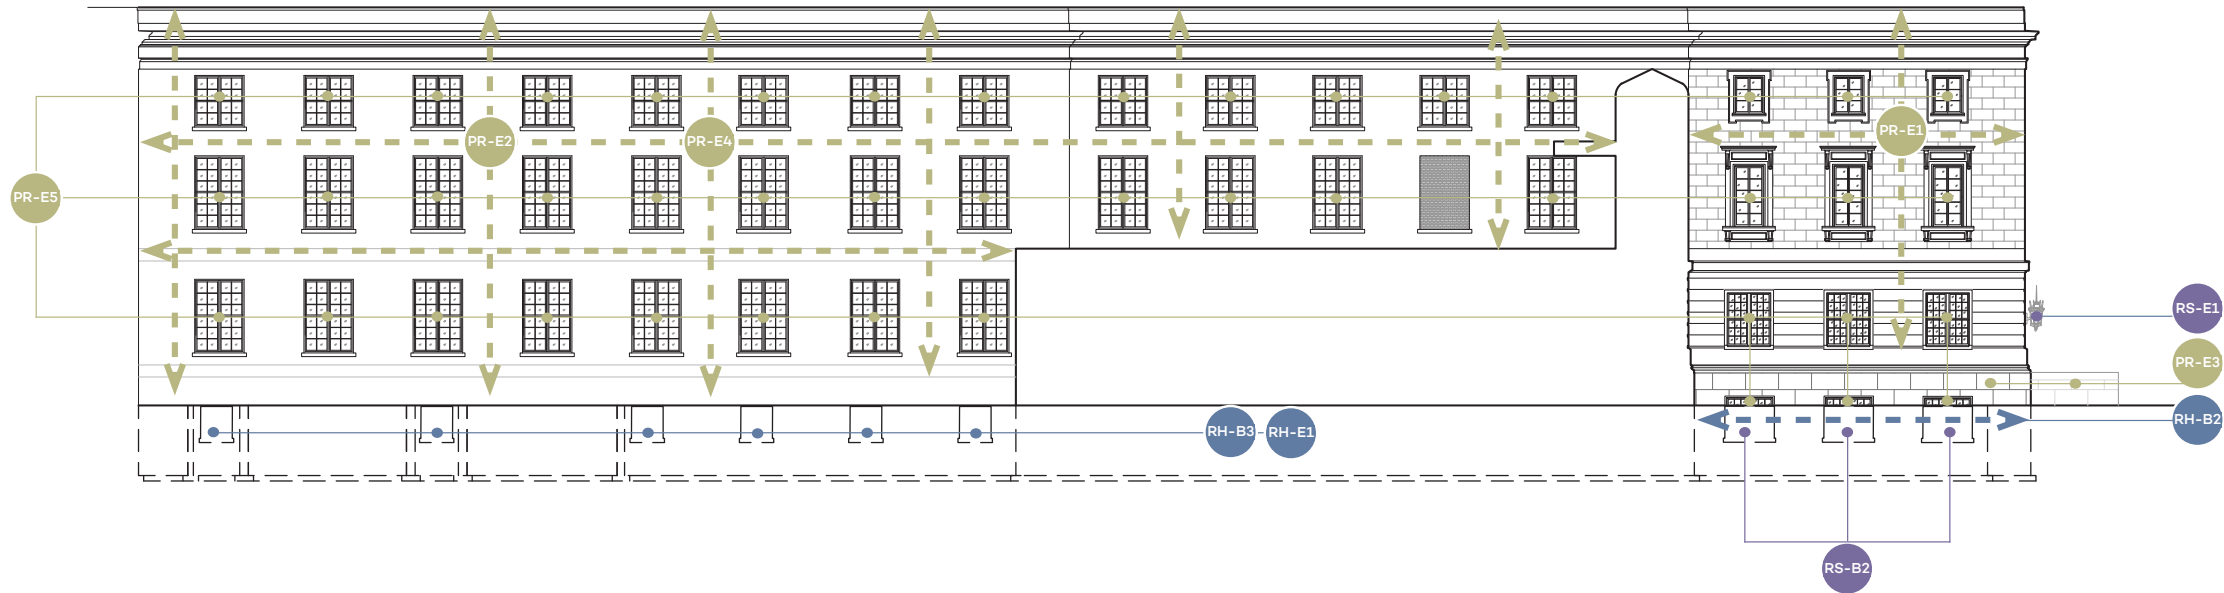 PR-E2
PR-E4
PR-E1
PR-E5
RS-E1
PR-E3
RH-B2
RH-B3
RH-E1
RS-B2